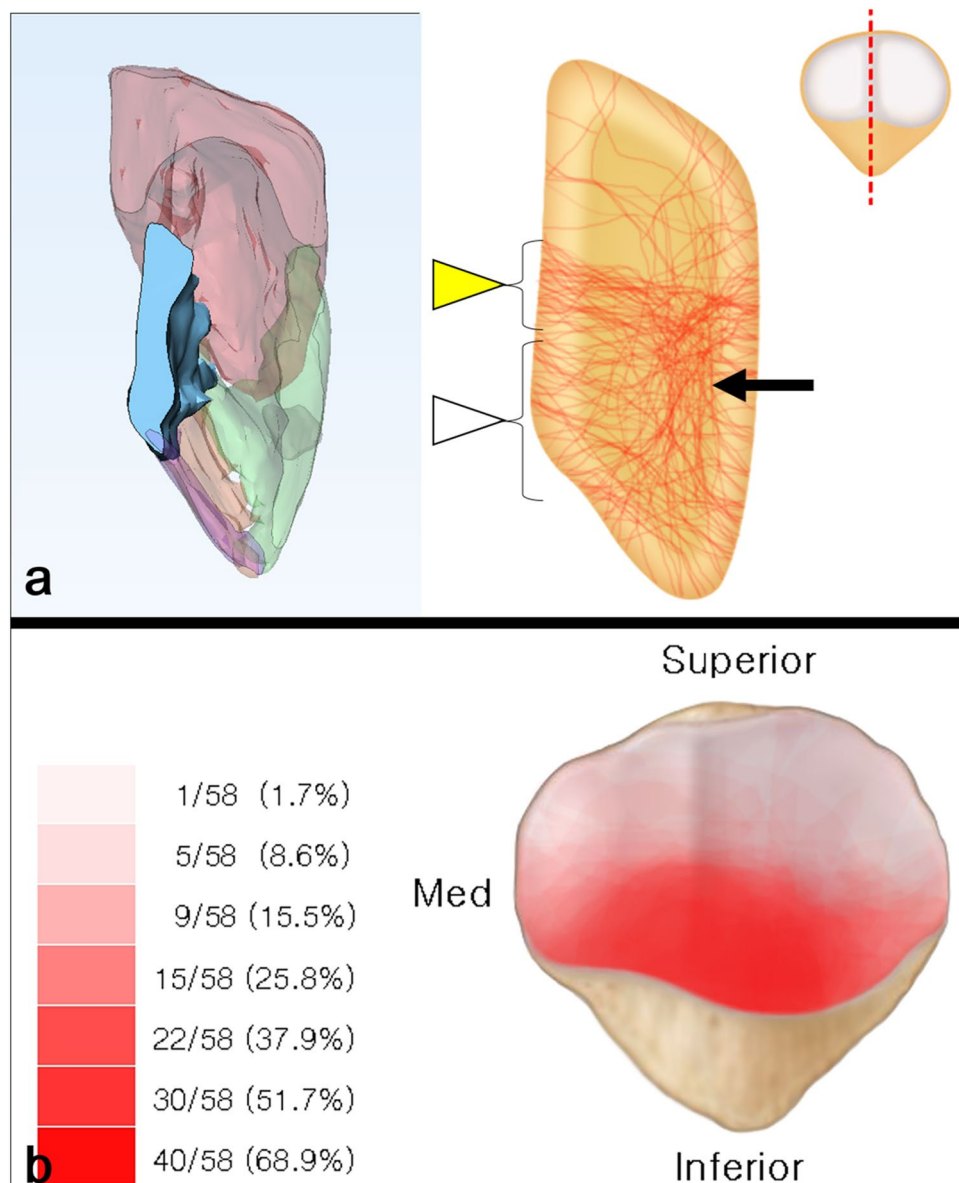 a
Superior
1/58 (1.7%)
5/58 (8.6%)
Med
9/58 (15.5%)
15/58 (25.8%)
22/58 (37.9%)
30/58 (51.7%)
40/58 (68.9%)
b
Inferior